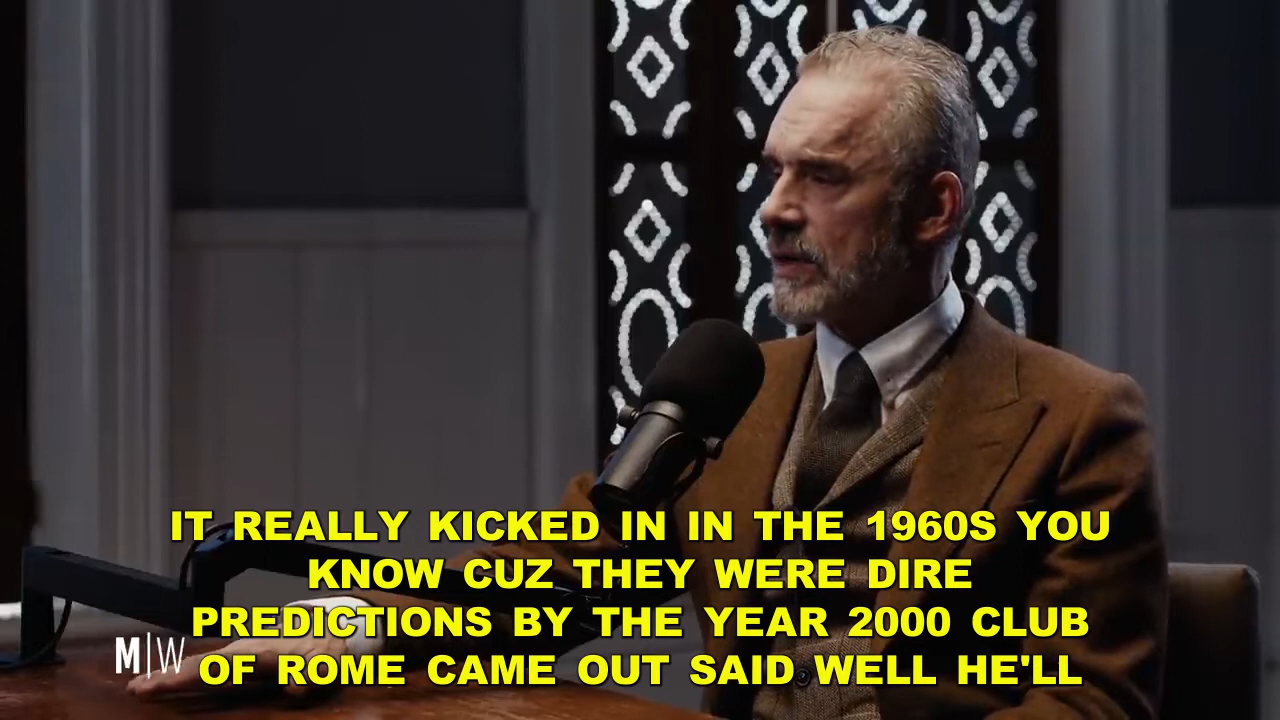 IT REALLY KICKED IN IN THE 1960S YOU
KNOW CUZ THEY WERE DIRE
PREDICTIONS BY THE YEAR 2000 CLUB
OF ROME CAME OUT SAID WELL HE'LL
M|W